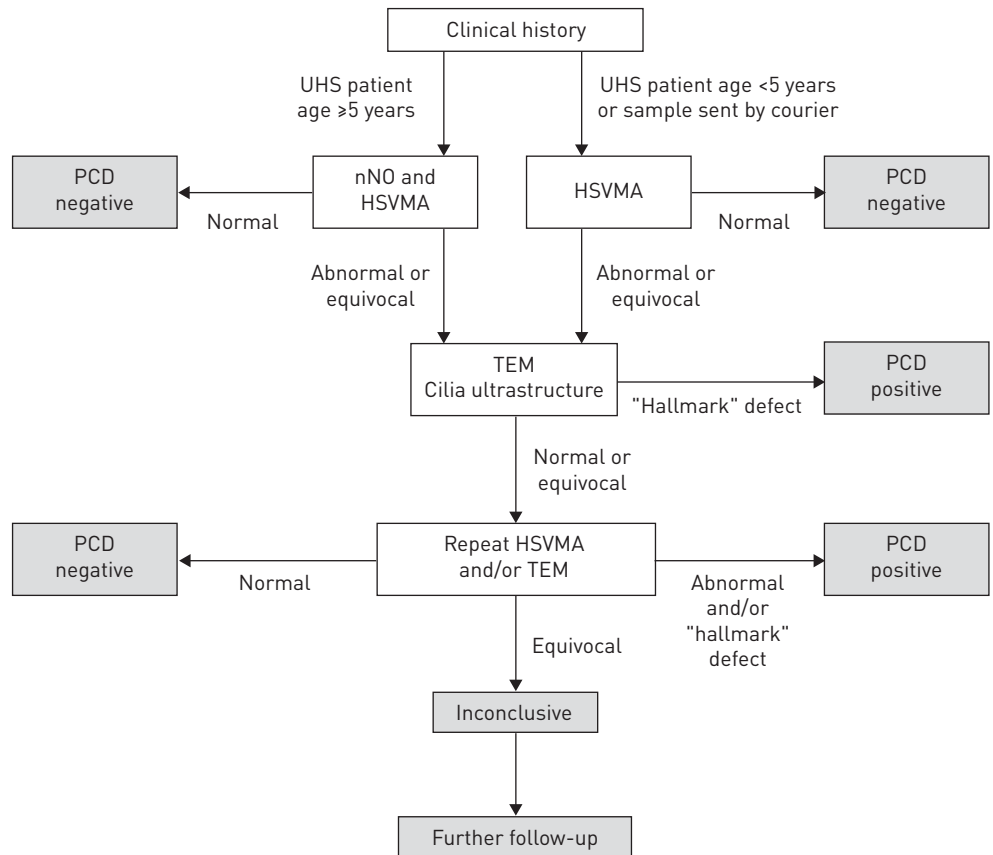 Clinical history
UHS patient
age ≥5 years
UHS patient age <5 years
or sample sent by courier
PCD
negative
Normal
nNO and
HSVMA
HSVMA
Normal
PCD
negative
Abnormal or
equivocal
Abnormal or
equivocal
TEM
Cilia ultrastructure
"Hallmark" defect
PCD
positive
Normal or
equivocal
PCD
negative
Normal
Repeat HSVMA
and/or TEM
Abnormal
and/or
"hallmark"
defect
PCD
positive
Equivocal
Inconclusive
Further follow-up